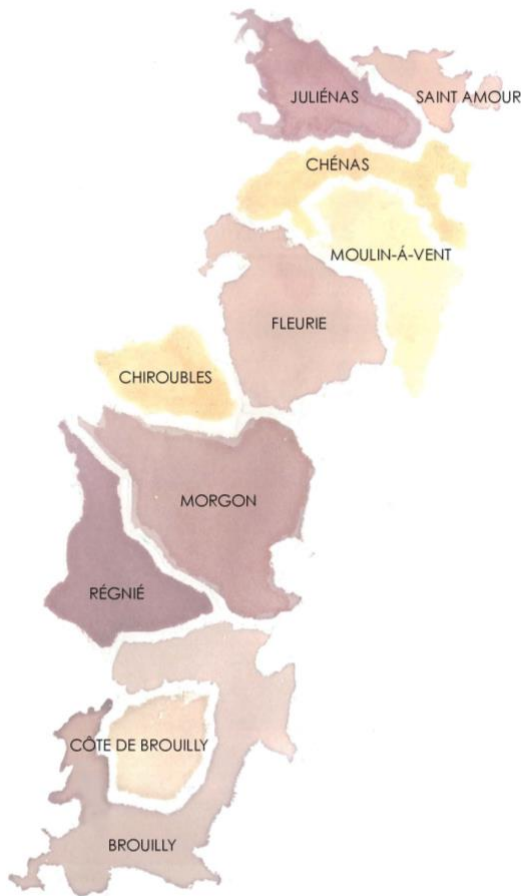 JULIÉNAS
SAINT AMOUR
CHÉNAS
MOULIN-Á-VENT
FLEURIE
CHIROUBLES
MORGON
RÉGNIÉ
CÔTE DE BROUILLY
BROUILLY